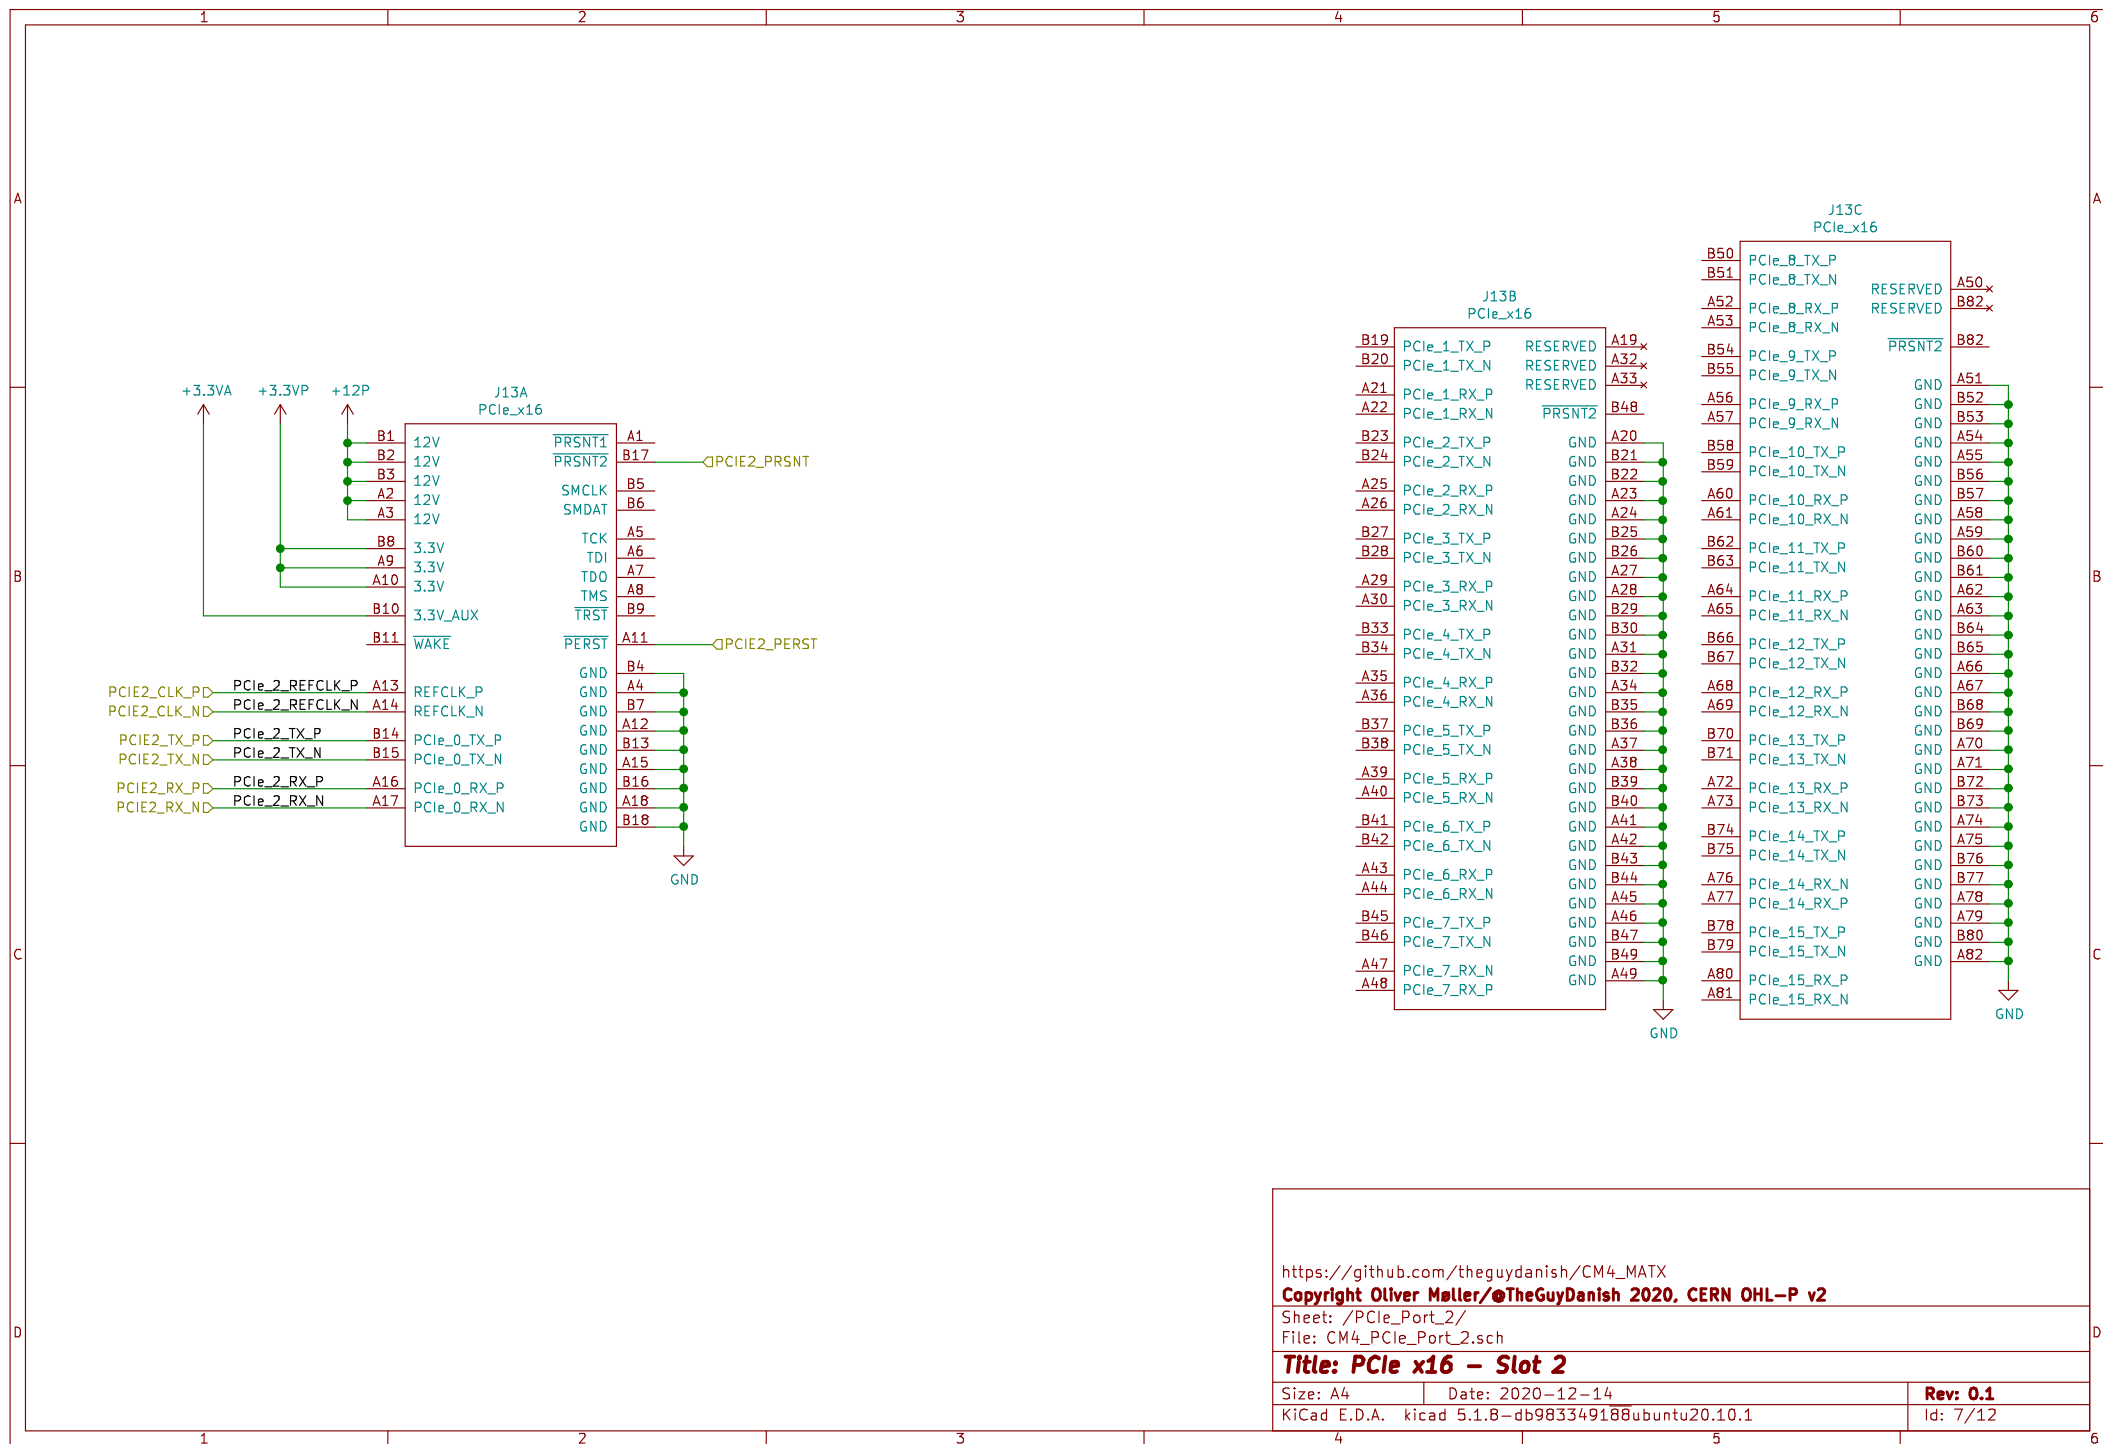 1 2 3 4 5 6
A A
B B
C C
D D
+3.3VA +3.3VP +12P
J13A
PCIe_x16
B1 12V
B2 12V
B3 12V
A2 12V
A3 12V
B8 3.3V
A9 3.3V
A10 3.3V
B10 3.3V_AUX
B11 WAKE
PCIE2_CLK_P PCIe_2_REFCLK_P A13 REFCLK_P
PCIE2_CLK_N PCIe_2_REFCLK_N A14 REFCLK_N
PCIE2_TX_P PCIe_2_TX_P B14 PCIe_0_TX_P
PCIE2_TX_N PCIe_2_TX_N B15 PCIe_0_TX_N
PCIE2_RX_P PCIe_2_RX_P A16 PCIe_0_RX_P
PCIE2_RX_N PCIe_2_RX_N A17 PCIe_0_RX_N
PRSNT1 A1
PRSNT2 B17 PCIE2_PRSNT
SMCLK B5
SMDAT B6
TCK A5
TDI A6
TDO A7
TMS A8
TRST B9
PERST A11 PCIE2_PERST
GND B4
GND A4
GND B7
GND A12
GND B13
GND A15
GND B16
GND A18
GND B18
GND
J13B
PCIe_x16
B19 PCIe_1_TX_P
B20 PCIe_1_TX_N
A21 PCIe_1_RX_P
A22 PCIe_1_RX_N
B23 PCIe_2_TX_P
B24 PCIe_2_TX_N
A25 PCIe_2_RX_P
A26 PCIe_2_RX_N
B27 PCIe_3_TX_P
B28 PCIe_3_TX_N
A29 PCIe_3_RX_P
A30 PCIe_3_RX_N
B33 PCIe_4_TX_P
B34 PCIe_4_TX_N
A35 PCIe_4_RX_P
A36 PCIe_4_RX_N
B37 PCIe_5_TX_P
B38 PCIe_5_TX_N
A39 PCIe_5_RX_P
A40 PCIe_5_RX_N
B41 PCIe_6_TX_P
B42 PCIe_6_TX_N
A43 PCIe_6_RX_P
A44 PCIe_6_RX_N
B45 PCIe_7_TX_P
B46 PCIe_7_TX_N
A47 PCIe_7_RX_N
A48 PCIe_7_RX_P
RESERVED A19
RESERVED A32
RESERVED A33
PRSNT2 B48
GND A20
GND B21
GND B22
GND A23
GND A24
GND B25
GND B26
GND A27
GND A28
GND B29
GND B30
GND A31
GND B32
GND A34
GND B35
GND B36
GND A37
GND A38
GND B39
GND B40
GND A41
GND A42
GND B43
GND B44
GND A45
GND A46
GND B47
GND B49
GND A49
GND
J13C
PCIe_x16
B50 PCIe_8_TX_P
B51 PCIe_8_TX_N
A52 PCIe_8_RX_P
A53 PCIe_8_RX_N
B54 PCIe_9_TX_P
B55 PCIe_9_TX_N
A56 PCIe_9_RX_P
A57 PCIe_9_RX_N
B58 PCIe_10_TX_P
B59 PCIe_10_TX_N
A60 PCIe_10_RX_P
A61 PCIe_10_RX_N
B62 PCIe_11_TX_P
B63 PCIe_11_TX_N
A64 PCIe_11_RX_P
A65 PCIe_11_RX_N
B66 PCIe_12_TX_P
B67 PCIe_12_TX_N
A68 PCIe_12_RX_P
A69 PCIe_12_RX_N
B70 PCIe_13_TX_P
B71 PCIe_13_TX_N
A72 PCIe_13_RX_P
A73 PCIe_13_RX_N
B74 PCIe_14_TX_P
B75 PCIe_14_TX_N
A76 PCIe_14_RX_N
A77 PCIe_14_RX_P
B78 PCIe_15_TX_P
B79 PCIe_15_TX_N
A80 PCIe_15_RX_P
A81 PCIe_15_RX_N
RESERVED A50
RESERVED B82
PRSNT2 B82
GND A51
GND B52
GND B53
GND A54
GND A55
GND B56
GND B57
GND A58
GND A59
GND B60
GND B61
GND A62
GND A63
GND B64
GND B65
GND A66
GND A67
GND B68
GND B69
GND A70
GND A71
GND B72
GND B73
GND A74
GND A75
GND B76
GND B77
GND A78
GND A79
GND B80
GND A82
GND
https://github.com/theguydanish/CM4_MATX
Copyright Oliver Møller/@TheGuyDanish 2020, CERN OHL-P v2
Sheet: /PCIe_Port_2/
File: CM4_PCIe_Port_2.sch
Title: PCIe x16 - Slot 2
Size: A4 Date: 2020-12-14 Rev: 0.1
KiCad E.D.A. kicad 5.1.8-db983349188ubuntu20.10.1 Id: 7/12
1 2 3 4 5 6